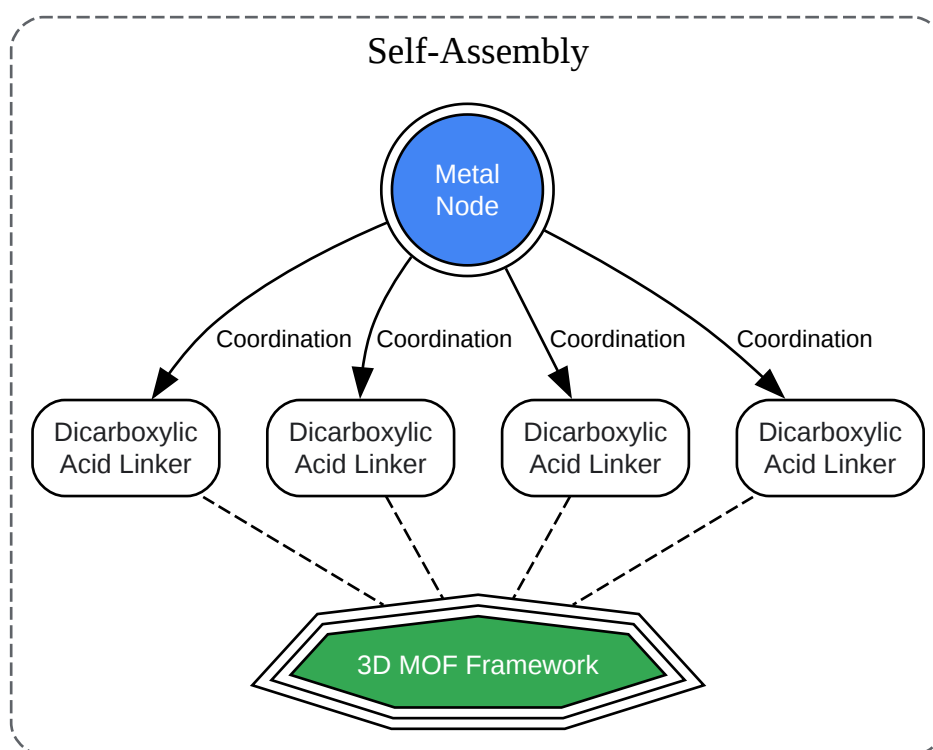 Self-Assembly
Metal
Node
Coordination
Coordination
Coordination
Coordination
Dicarboxylic
Acid Linker
Dicarboxylic
Acid Linker
Dicarboxylic
Acid Linker
Dicarboxylic
Acid Linker
3D MOF Framework